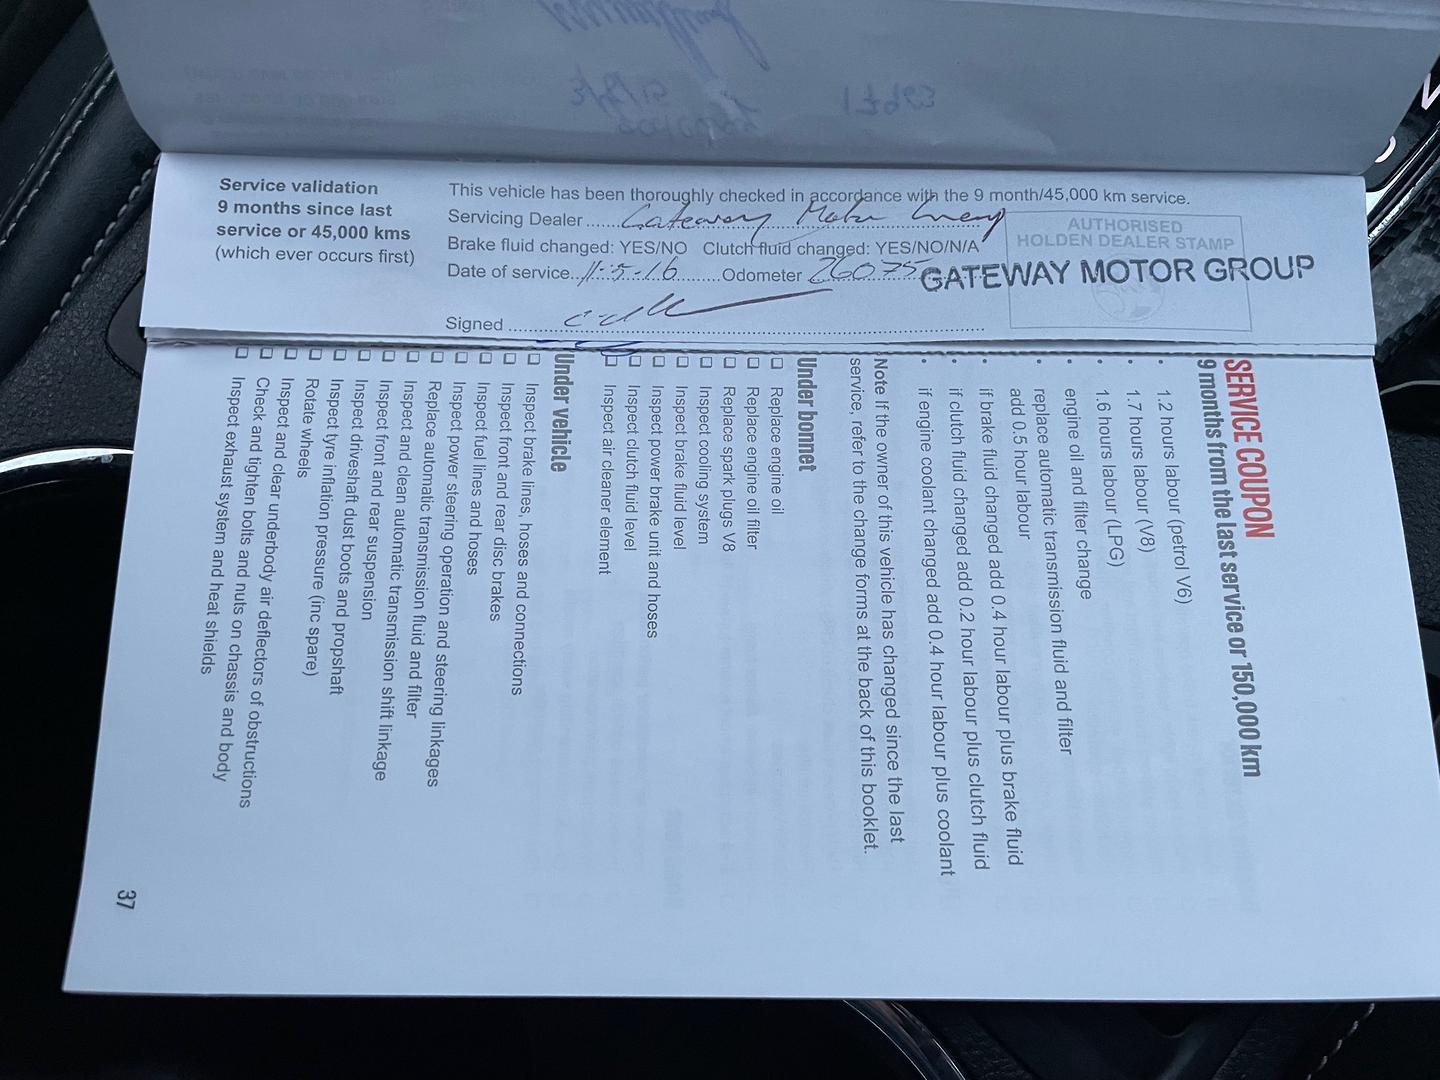 Service validation
9 months since last
service or 45,000 kms
(which ever occurs first)
This vehicle has been thoroughly checked in accordance with the 9 month/45,000 km service.
Servicing Dealer Gateway Motor Group
Brake fluid changed: YES/NO Clutch fluid changed: YES/NO/N/A
Date of service 11-5-16 Odometer 26075
Signed
AUTHORISED
HOLDEN DEALER STAMP
GATEWAY MOTOR GROUP
SERVICE COUPON
9 months from the last service or 150,000 km
• 1.2 hours labour (petrol V6)
• 1.7 hours labour (V8)
• 1.6 hours labour (LPG)
• engine oil and filter change
• replace automatic transmission fluid and filter
add 0.5 hour labour
• if brake fluid changed add 0.4 hour labour plus brake fluid
• if clutch fluid changed add 0.2 hour labour plus clutch fluid
• if engine coolant changed add 0.4 hour labour plus coolant
Note If the owner of this vehicle has changed since the last
service, refer to the change forms at the back of this booklet.
Under bonnet
Replace engine oil
Replace engine oil filter
Replace spark plugs V8
Inspect cooling system
Inspect brake fluid level
Inspect power brake unit and hoses
Inspect clutch fluid level
Inspect air cleaner element
Under vehicle
Inspect brake lines, hoses and connections
Inspect front and rear disc brakes
Inspect fuel lines and hoses
Inspect power steering operation and steering linkages
Replace automatic transmission fluid and filter
Inspect and clean automatic transmission shift linkage
Inspect front and rear suspension
Inspect driveshaft dust boots and propshaft
Inspect tyre inflation pressure (inc spare)
Rotate wheels
Inspect and clear underbody air deflectors of obstructions
Check and tighten bolts and nuts on chassis and body
Inspect exhaust system and heat shields
37